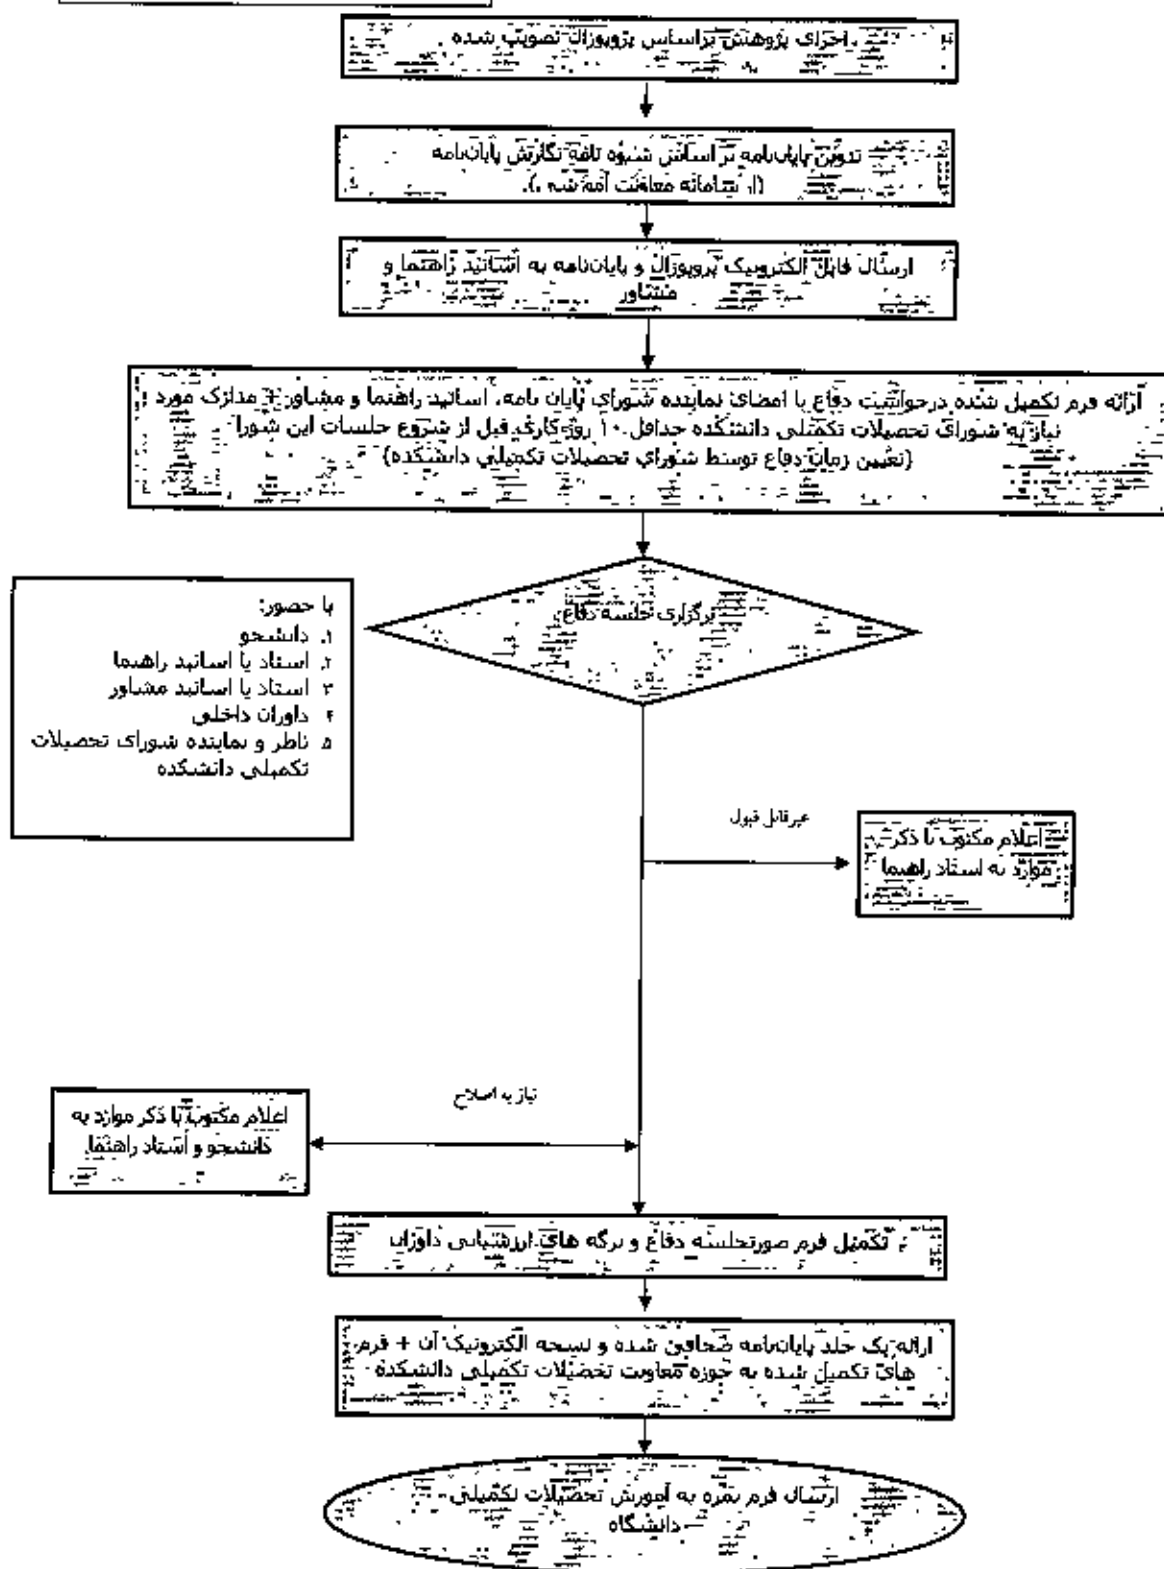 اجرای پژوهش براساس پروپوزال تصویب شده
تدوین پایان‌نامه بر اساس شیوه نامه نگارش پایان‌نامه
(از سامانه معاونت آموزشی).
ارسال فایل الکترونیک پروپوزال و پایان‌نامه به اساتید راهنما و
مشاور
ارائه فرم تکمیل شده درخواست دفاع با امضای نماینده شورای پایان نامه، اساتید راهنما و مشاور + مدارک مورد
نیاز به شورای تحصیلات تکمیلی دانشکده حداقل ۱۰ روز کاری قبل از شروع جلسات این شورا
(تعیین زمان دفاع توسط شورای تحصیلات تکمیلی دانشکده)
برگزاری جلسه دفاع
با حضور:
۱. دانشجو
۲. استاد یا اساتید راهنما
۳. استاد یا اساتید مشاور
۴. داوران داخلی
۵. ناظر و نماینده شورای تحصیلات
تکمیلی دانشکده
غیرقابل قبول
اعلام مکتوب با ذکر
موارد به استاد راهنما
نیاز به اصلاح
اعلام مکتوب با ذکر موارد به
دانشجو و استاد راهنما
تکمیل فرم صورتجلسه دفاع و برگه های ارزشیابی داوران
ارائه یک جلد پایان‌نامه صحافی شده و نسخه الکترونیک آن + فرم
های تکمیل شده به حوزه معاونت تحصیلات تکمیلی دانشکده
ارسال فرم نمره به آموزش تحصیلات تکمیلی
دانشگاه